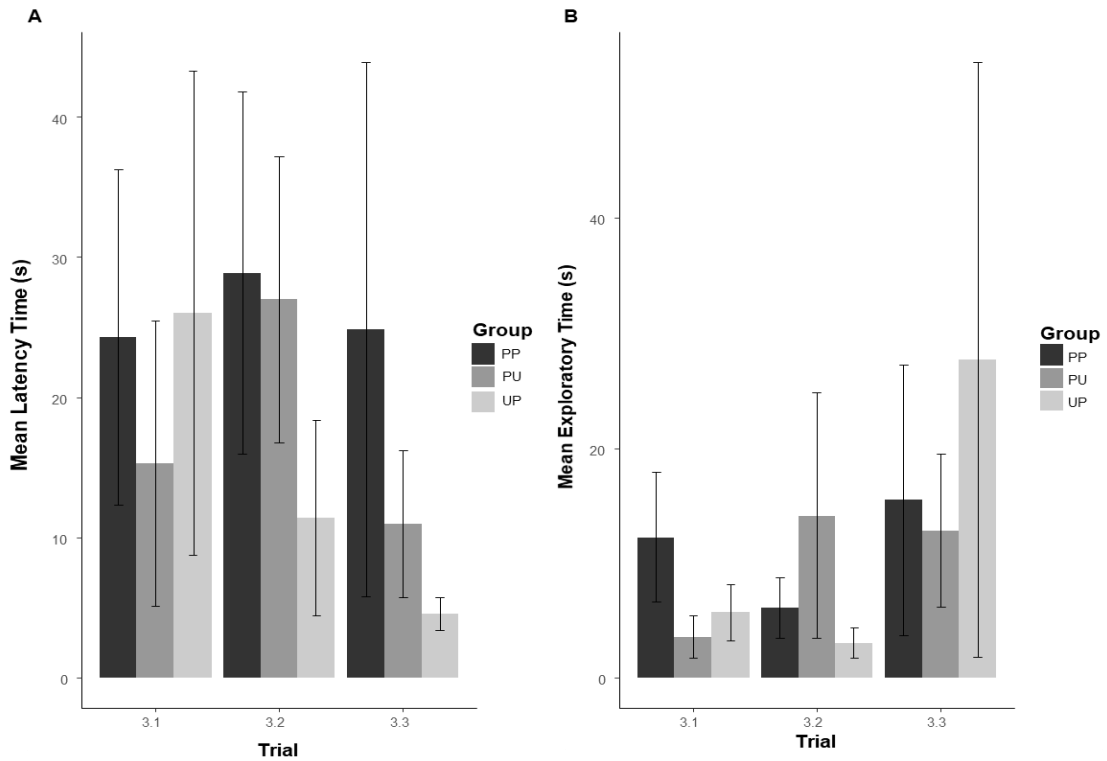 A
Mean Latency Time (s)
40
30
20
10
0
3.1
3.2
3.3
Trial
Group
PP
PU
UP
B
Mean Exploratory Time (s)
40
20
0
3.1
3.2
3.3
Trial
Group
PP
PU
UP